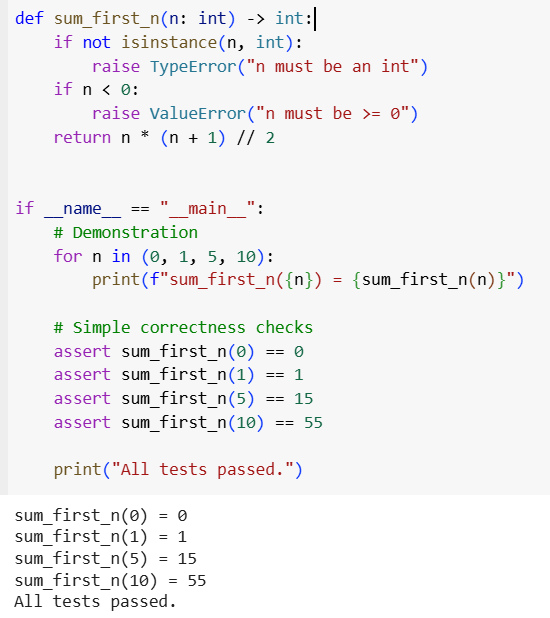 def sum_first_n(n: int) -> int:
    if not isinstance(n, int):
        raise TypeError("n must be an int")
    if n < 0:
        raise ValueError("n must be >= 0")
    return n * (n + 1) // 2
if __name__ == "__main__":
    # Demonstration
    for n in (0, 1, 5, 10):
        print(f"sum_first_n({n}) = {sum_first_n(n)}")
    # Simple correctness checks
    assert sum_first_n(0) == 0
    assert sum_first_n(1) == 1
    assert sum_first_n(5) == 15
    assert sum_first_n(10) == 55
    print("All tests passed.")
sum_first_n(0) = 0
sum_first_n(1) = 1
sum_first_n(5) = 15
sum_first_n(10) = 55
All tests passed.